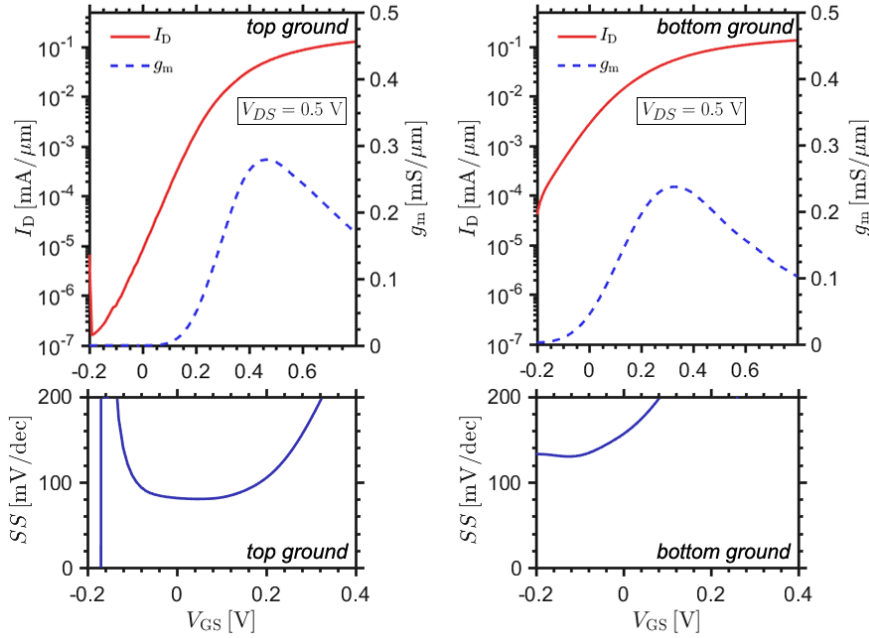 top ground
I_D
g_m
V_DS = 0.5 V
I_D [mA/μm]
10^-1
10^-2
10^-3
10^-4
10^-5
10^-6
10^-7
g_m [mS/μm]
0.5
0.4
0.3
0.2
0.1
0
-0.2 0 0.2 0.4 0.6
bottom ground
I_D
g_m
V_DS = 0.5 V
I_D [mA/μm]
10^-1
10^-2
10^-3
10^-4
10^-5
10^-6
10^-7
g_m [mS/μm]
0.5
0.4
0.3
0.2
0.1
0
-0.2 0 0.2 0.4 0.6
SS [mV/dec]
200
100
0
top ground
-0.2 0 0.2 0.4
V_GS [V]
SS [mV/dec]
200
100
0
bottom ground
-0.2 0 0.2 0.4
V_GS [V]